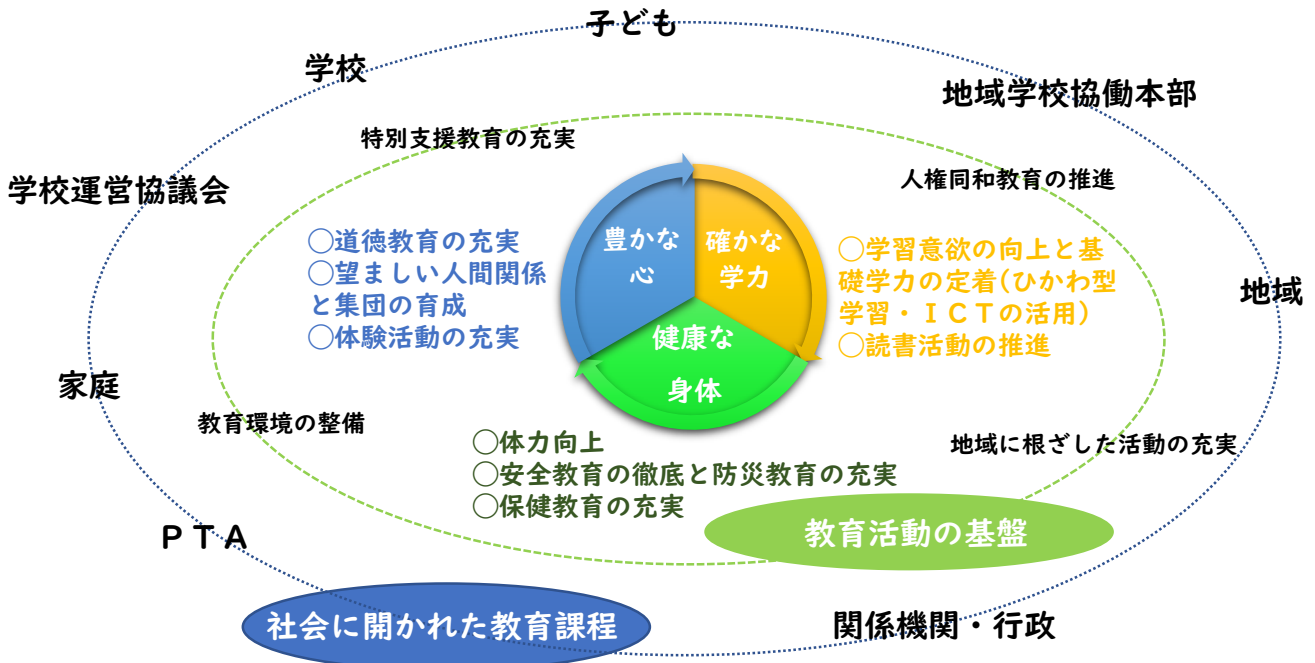 子ども
学校
地域学校協働本部
特別支援教育の充実
人権同和教育の推進
学校運営協議会
豊かな
心
確かな
学力
健康な
身体
◯道徳教育の充実
◯望ましい人間関係
と集団の育成
◯体験活動の充実
◯学習意欲の向上と基
礎学力の定着(ひかわ型
学習・ＩＣＴの活用)
◯読書活動の推進
地域
家庭
教育環境の整備
地域に根ざした活動の充実
◯体力向上
◯安全教育の徹底と防災教育の充実
◯保健教育の充実
教育活動の基盤
ＰＴＡ
社会に開かれた教育課程
関係機関・行政